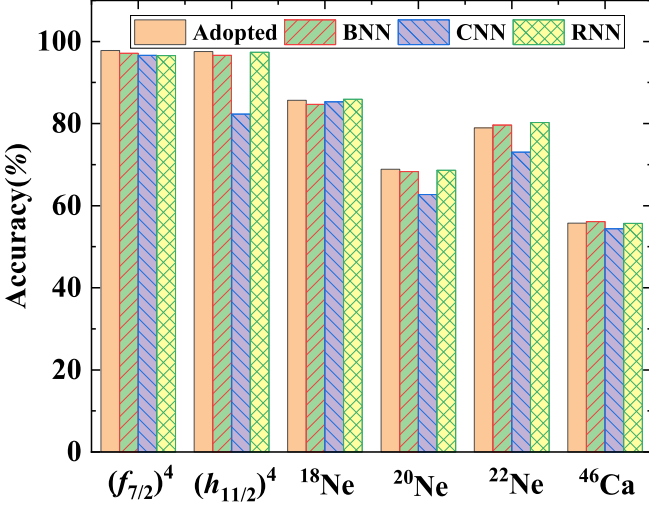 Adopted BNN CNN RNN
Accuracy(%)
100
80
60
40
20
0
(f₇/₂)⁴ (h₁₁/₂)⁴ ¹⁸Ne ²⁰Ne ²²Ne ⁴⁶Ca